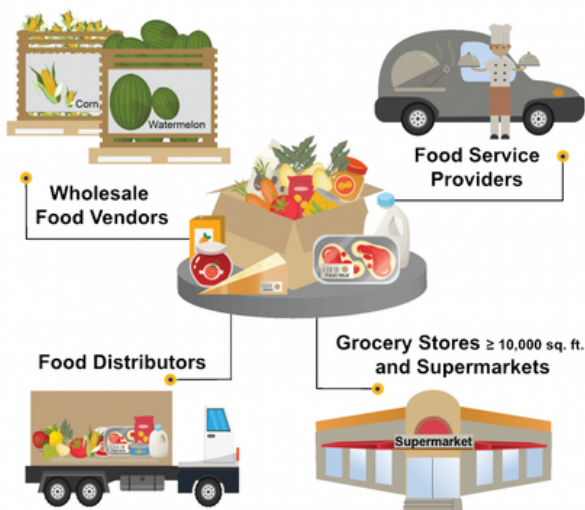 Corn
Watermelon
Wholesale
Food Vendors
Food Service
Providers
Food Distributors
Grocery Stores ≥ 10,000 sq. ft.
and Supermarkets
Supermarket